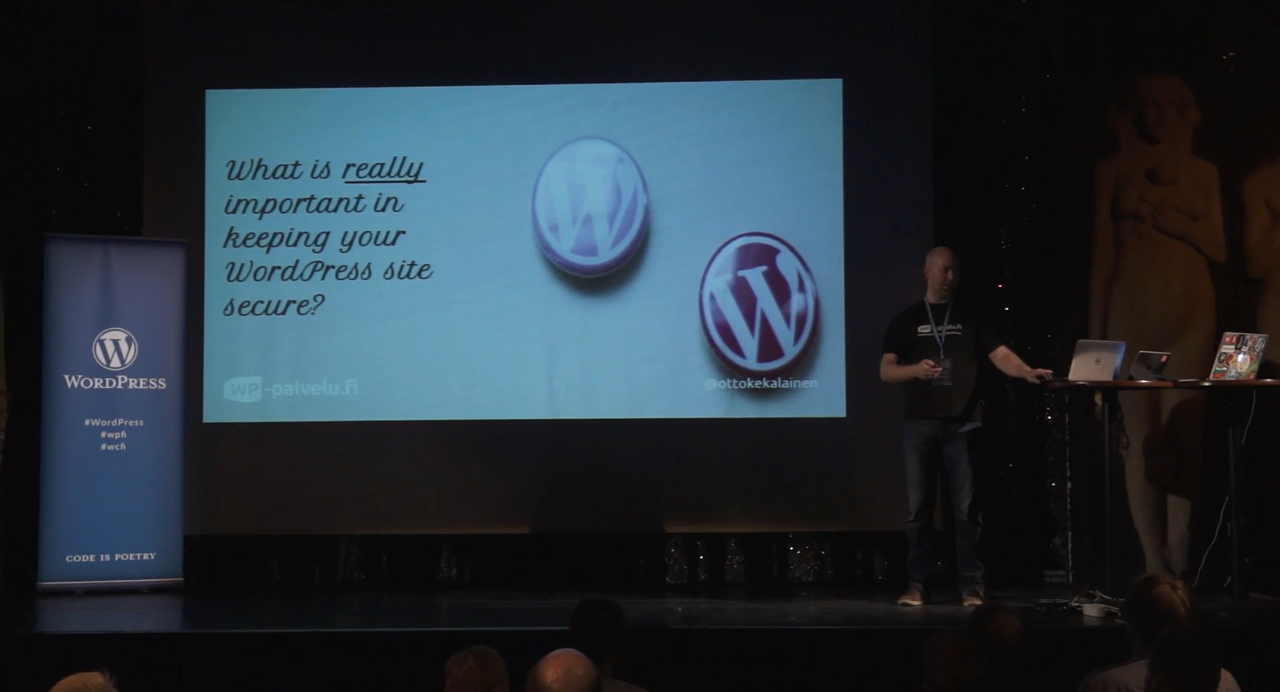 What is really
important in
keeping your
WordPress site
secure?
WP-palvelu.fi
@ottokekalainen
WORDPRESS
#WordPress
#wpfi
#wcfi
CODE IS POETRY